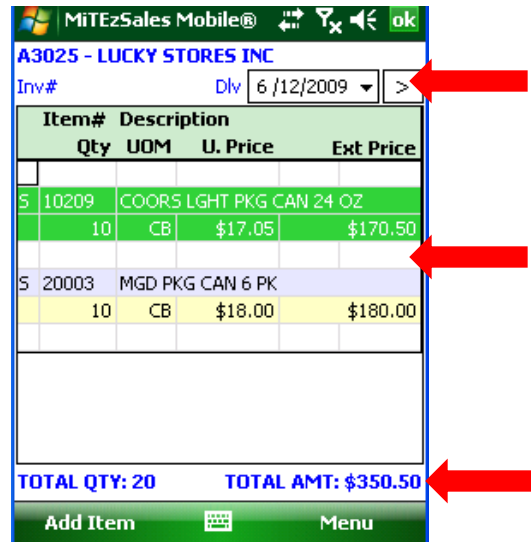 MiTEzSales Mobile® ok
A3025 - LUCKY STORES INC
Inv# Dlv 6 /12/2009 >
Item# Description
Qty UOM U. Price Ext Price
S 10209 COORS LGHT PKG CAN 24 OZ
10 CB $17.05 $170.50
S 20003 MGD PKG CAN 6 PK
10 CB $18.00 $180.00
TOTAL QTY: 20 TOTAL AMT: $350.50
Add Item Menu